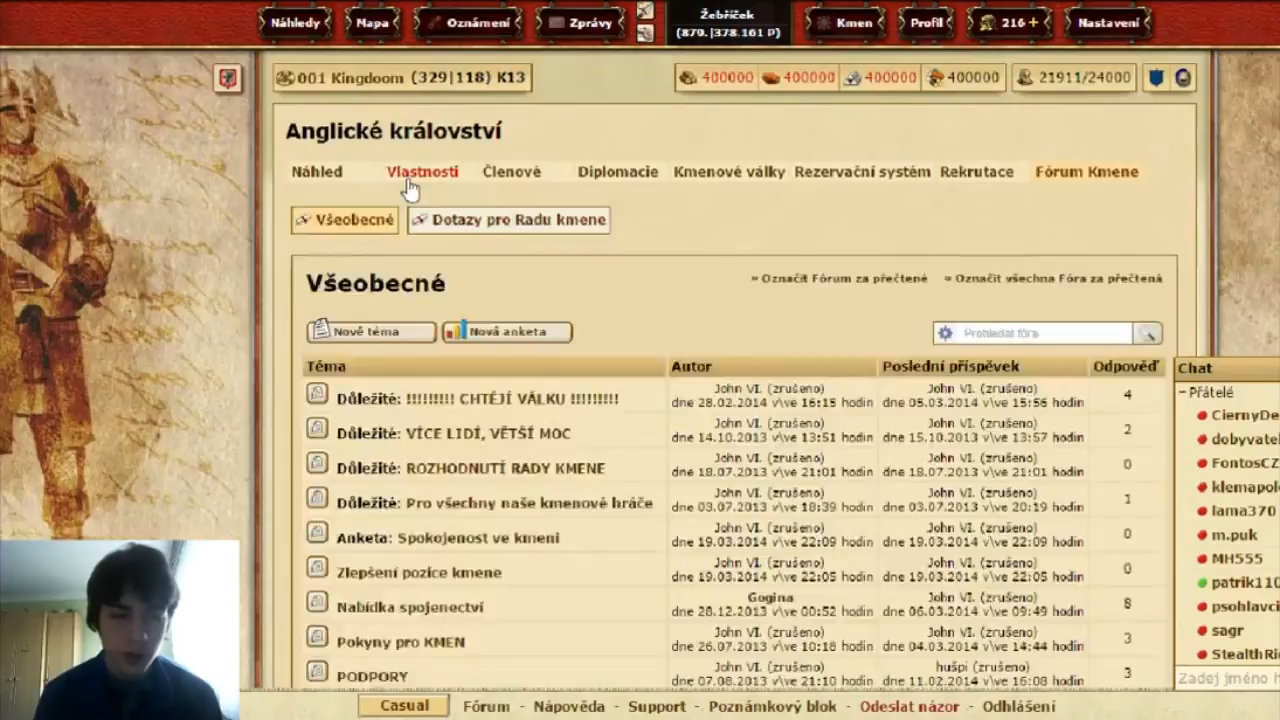 Náhledy Mapa Oznámení Zprávy Žebříček Kmen Profil 216 + Nastavení
(879.|378.161 P)
001 Kingdoom (329|118) K13 400000 400000 400000 400000 21911/24000
Anglické království
Náhled Vlastnosti Členové Diplomacie Kmenové války Rezervační systém Rekrutace Fórum Kmene
Všeobecné Dotazy pro Radu kmene
Všeobecné » Označit Fórum za přečtené » Označit všechna Fóra za přečtená
Nové téma Nová anketa Prohledat fóra
Téma Autor Poslední příspěvek Odpověď
Důležité: !!!!!!!!! CHTĚJÍ VÁLKU !!!!!!!!! John VI. (zrušeno) John VI. (zrušeno) 4
dne 28.02.2014 v\ve 16:15 hodin dne 05.03.2014 v\ve 15:56 hodin
Důležité: VÍCE LIDÍ, VĚTŠÍ MOC John VI. (zrušeno) John VI. (zrušeno) 2
dne 14.10.2013 v\ve 13:51 hodin dne 15.10.2013 v\ve 13:57 hodin
Důležité: ROZHODNUTÍ RADY KMENE John VI. (zrušeno) John VI. (zrušeno) 0
dne 18.07.2013 v\ve 21:01 hodin dne 18.07.2013 v\ve 21:01 hodin
Důležité: Pro všechny naše kmenové hráče John VI. (zrušeno) John VI. (zrušeno) 1
dne 03.07.2013 v\ve 18:39 hodin dne 03.07.2013 v\ve 20:19 hodin
Anketa: Spokojenost ve kmeni John VI. (zrušeno) John VI. (zrušeno) 0
dne 19.03.2014 v\ve 22:09 hodin dne 19.03.2014 v\ve 22:09 hodin
Zlepšení pozice kmene John VI. (zrušeno) John VI. (zrušeno) 0
dne 19.03.2014 v\ve 22:05 hodin dne 19.03.2014 v\ve 22:05 hodin
Nabídka spojenectví Gogina John VI. (zrušeno) 8
dne 28.12.2013 v\ve 00:52 hodin dne 06.03.2014 v\ve 09:49 hodin
Pokyny pro KMEN John VI. (zrušeno) John VI. (zrušeno) 3
dne 26.07.2013 v\ve 10:18 hodin dne 04.03.2014 v\ve 14:44 hodin
PODPORY John VI. (zrušeno) hušpi (zrušeno) 3
dne 07.08.2013 v\ve 21:10 hodin dne 11.02.2014 v\ve 16:08 hodin
Chat
− Přátelé
CiernyDe
dobyvatel
FontosCZ
klemapol
lama370
m.puk
MH555
patrik110
psohlavci
sagr
StealthRi
Zadej jméno h
Casual Fórum - Nápověda - Support - Poznámkový blok - Odeslat názor - Odhlášení